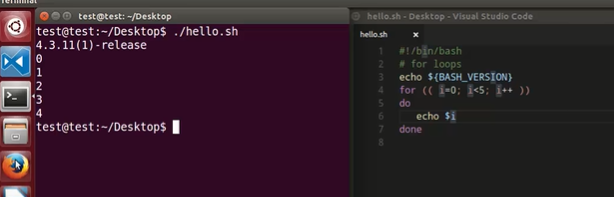 Terminal
test@test: ~/Desktop
test@test:~/Desktop$ ./hello.sh
4.3.11(1)-release
0
1
2
3
4
test@test:~/Desktop$
hello.sh - Desktop - Visual Studio Code
hello.sh
1 #!/bin/bash
2 # for loops
3 echo ${BASH_VERSION}
4 for (( i=0; i<5; i++ ))
5 do
6 echo $i
7 done
8